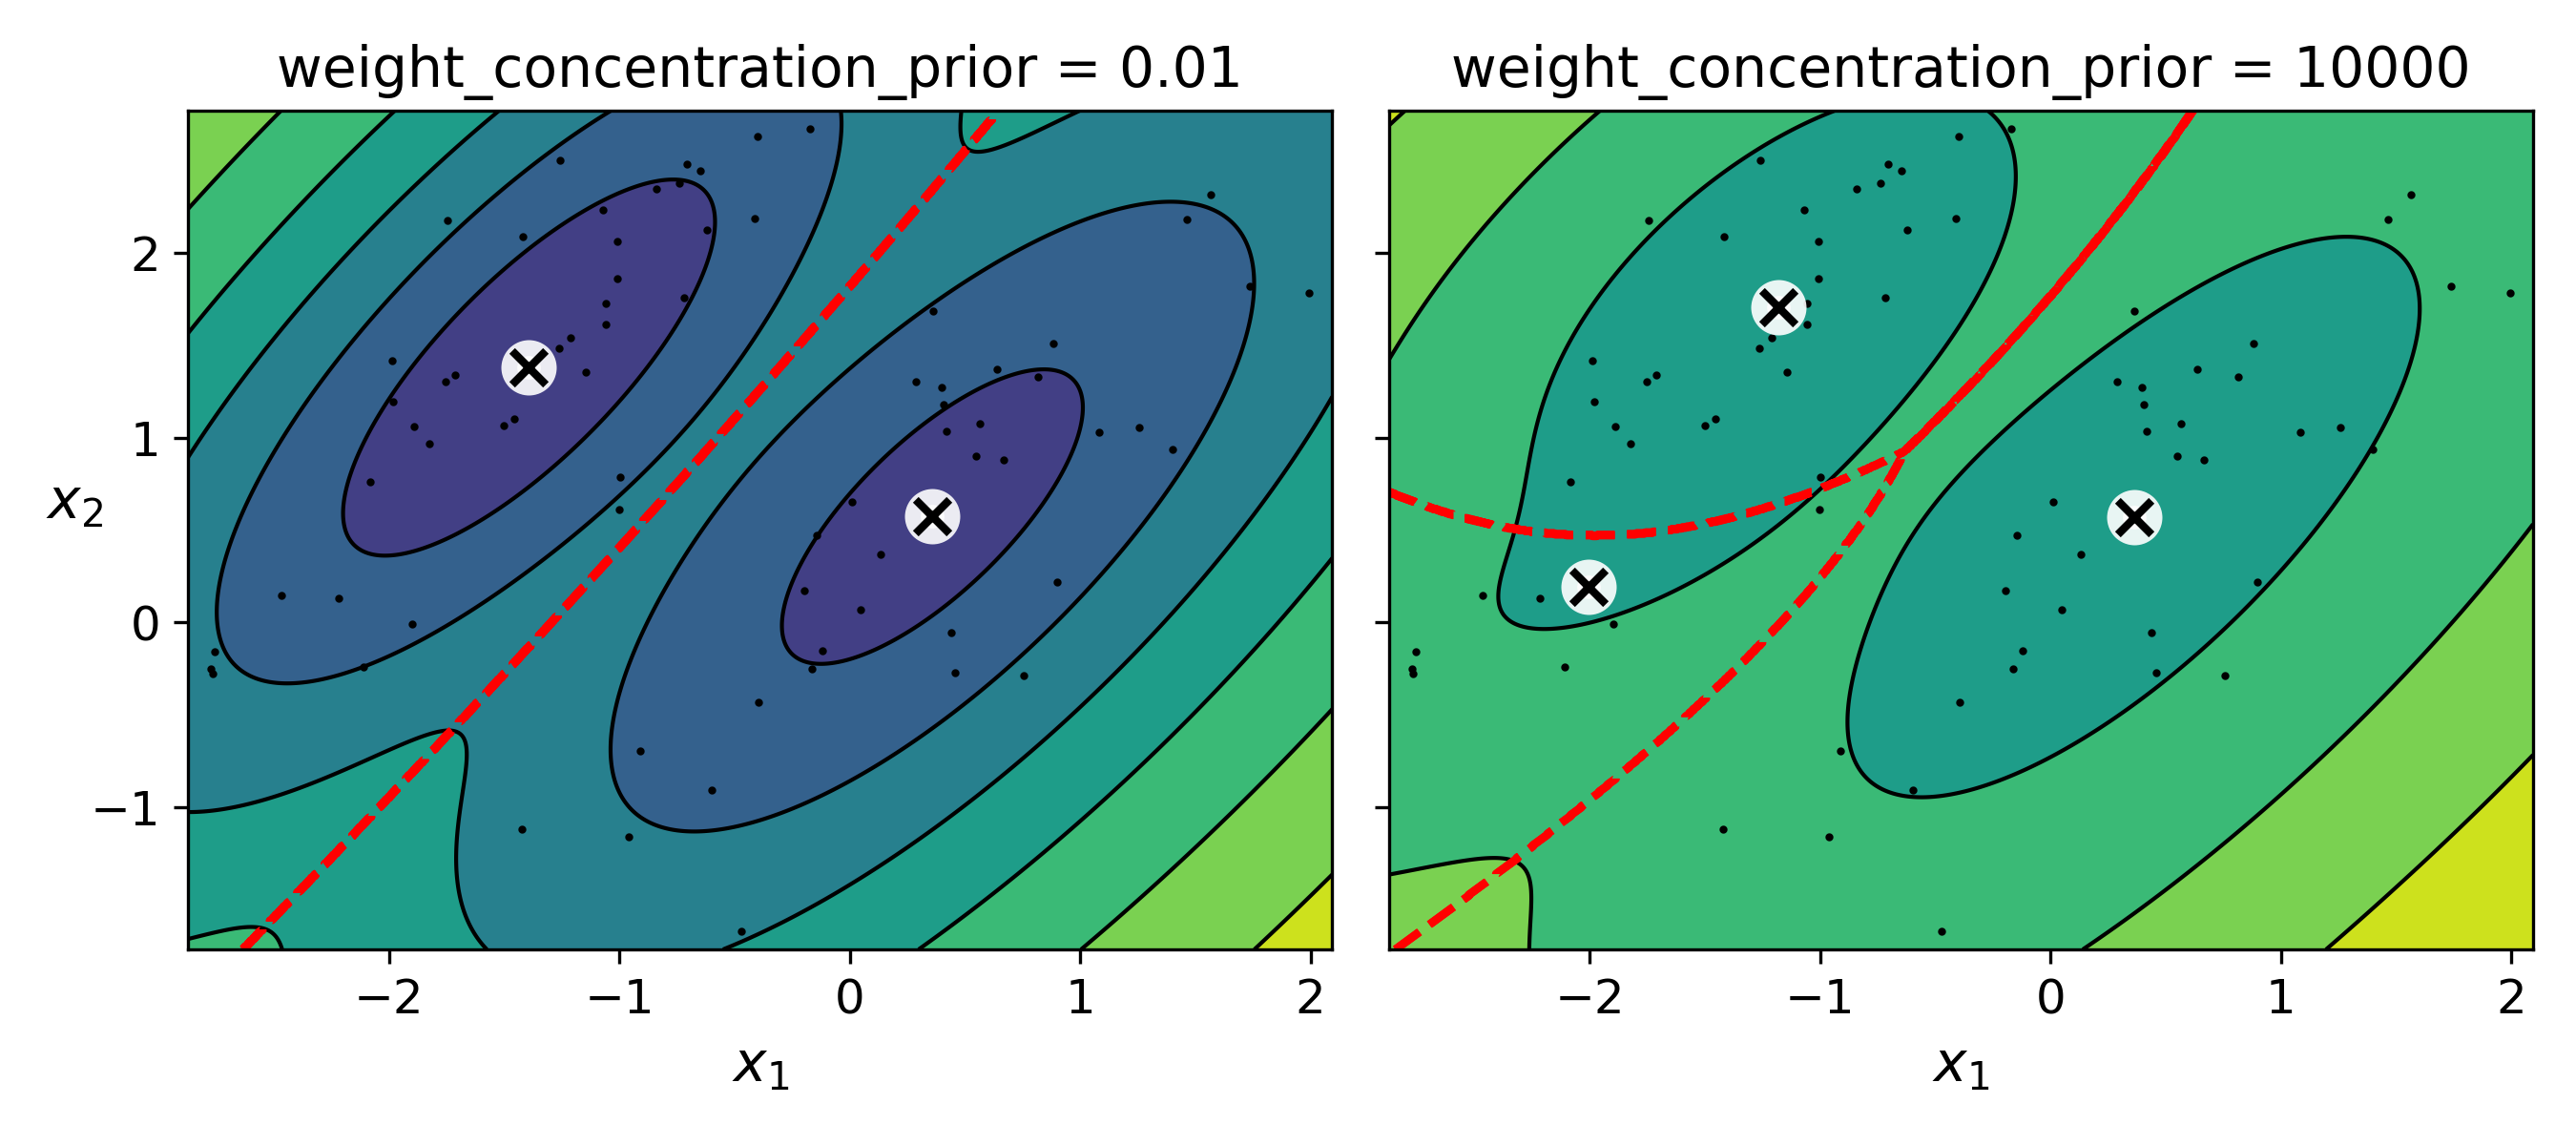 weight_concentration_prior = 0.01
weight_concentration_prior = 10000
x₂
2
1
0
−1
−2 −1 0 1 2
−2 −1 0 1 2
x₁
x₁